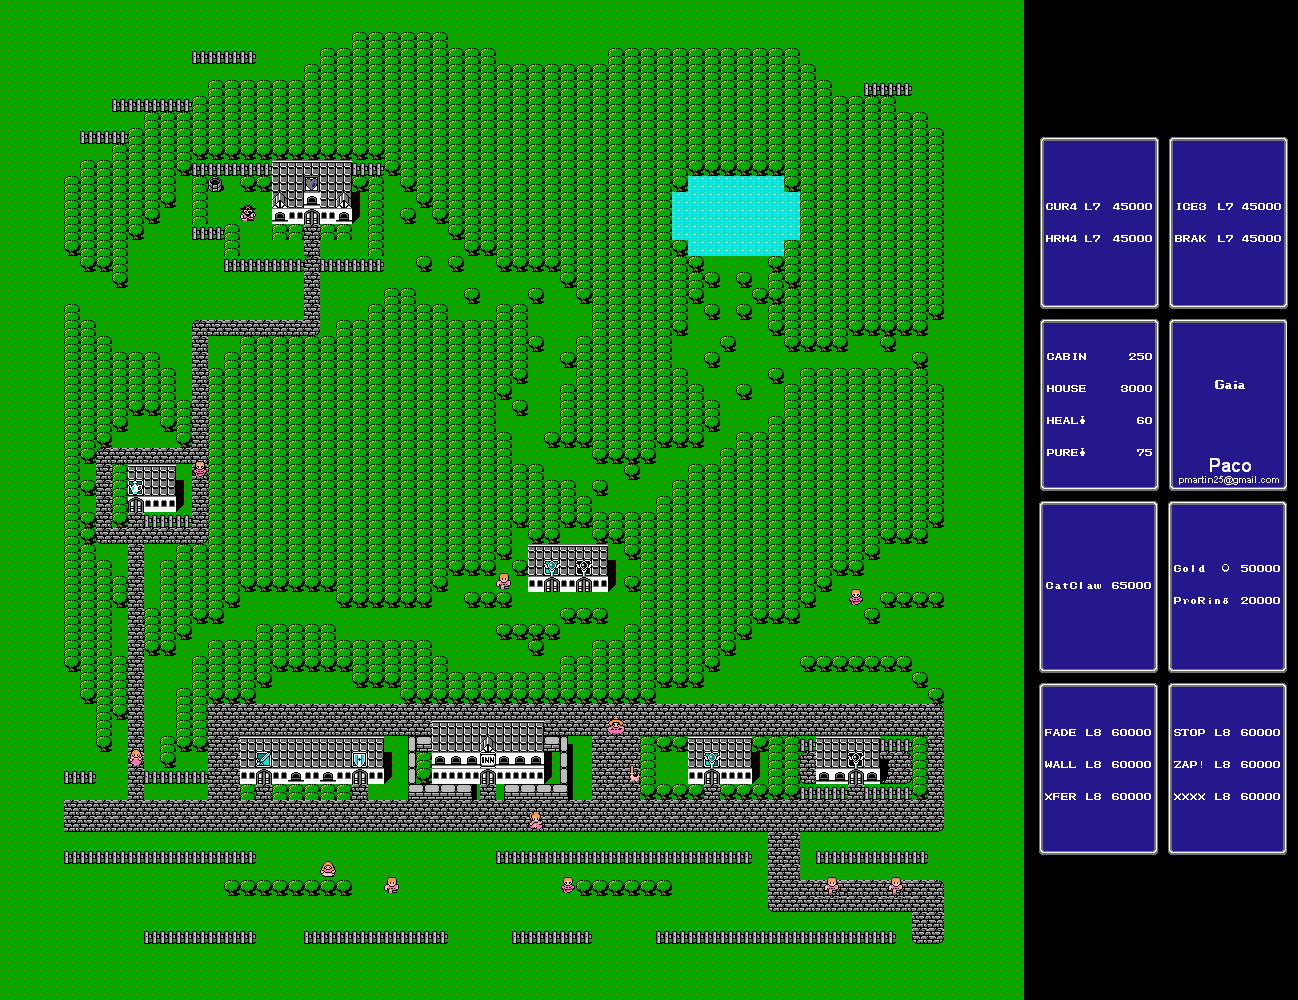 CUR4 L7 45000
HRM4 L7 45000
ICE3 L7 45000
BRAK L7 45000
CABIN 250
HOUSE 3000
HEAL 60
PURE 75
Gaia
Paco
pmartin25@gmail.com
CatClaw 65000
Gold 50000
ProRing 20000
FADE L8 60000
WALL L8 60000
XFER L8 60000
STOP L8 60000
ZAP! L8 60000
XXXX L8 60000
INN